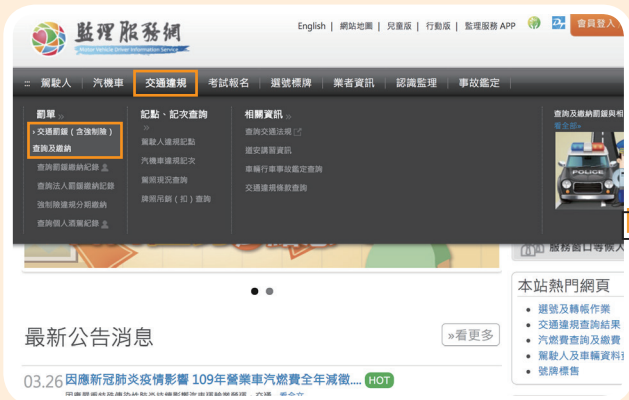 監理服務網
Motor Vehicle Driver Information Service
English | 網站地圖 | 兒童版 | 行動版 | 監理服務 APP
會員登入
::: 駕駛人 | 汽機車 | 交通違規 | 考試報名 | 選號標牌 | 業者資訊 | 認識監理 | 事故鑑定 |
罰單 »
› 交通罰鍰(含強制險)
查詢及繳納
查詢罰鍰繳納紀錄
查詢法人罰鍰繳納記錄
強制險違規分期繳納
查詢個人酒駕紀錄
記點、記次查詢
»
駕駛人違規記點
汽機車違規記次
駕照現況查詢
牌照吊銷(扣)查詢
相關資訊 »
查詢交通法規
道安講習資訊
車輛行車事故鑑定查詢
交通違規條款查詢
查詢及繳納罰鍰與相
看全部»
POLICE
服務窗口等候人
最新公告消息
»看更多
03.26 因應新冠肺炎疫情影響 109年營業車汽燃費全年減徵.... HOT
本站熱門網頁
• 選號及轉帳作業
• 交通違規查詢結果
• 汽燃費查詢及繳費
• 駕駛人及車輛資料
• 號牌標售